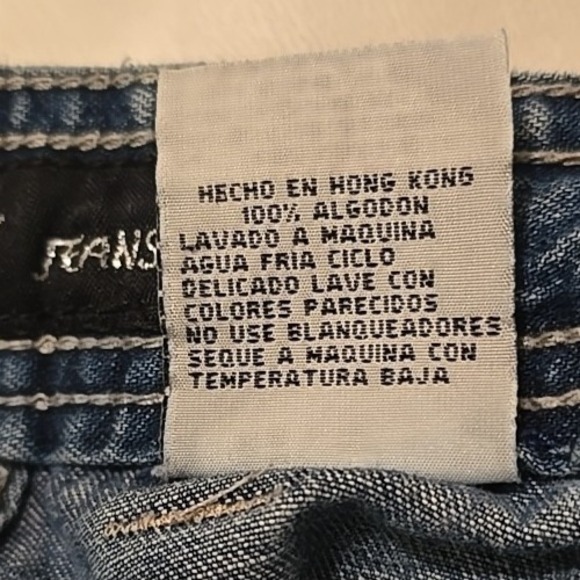 HECHO EN HONG KONG
100% ALGODON
LAVADO A MAQUINA
AGUA FRIA CICLO
DELICADO LAVE CON
COLORES PARECIDOS
NO USE BLANQUEADORES
SEQUE A MAQUINA CON
TEMPERATURA BAJA
JEANS